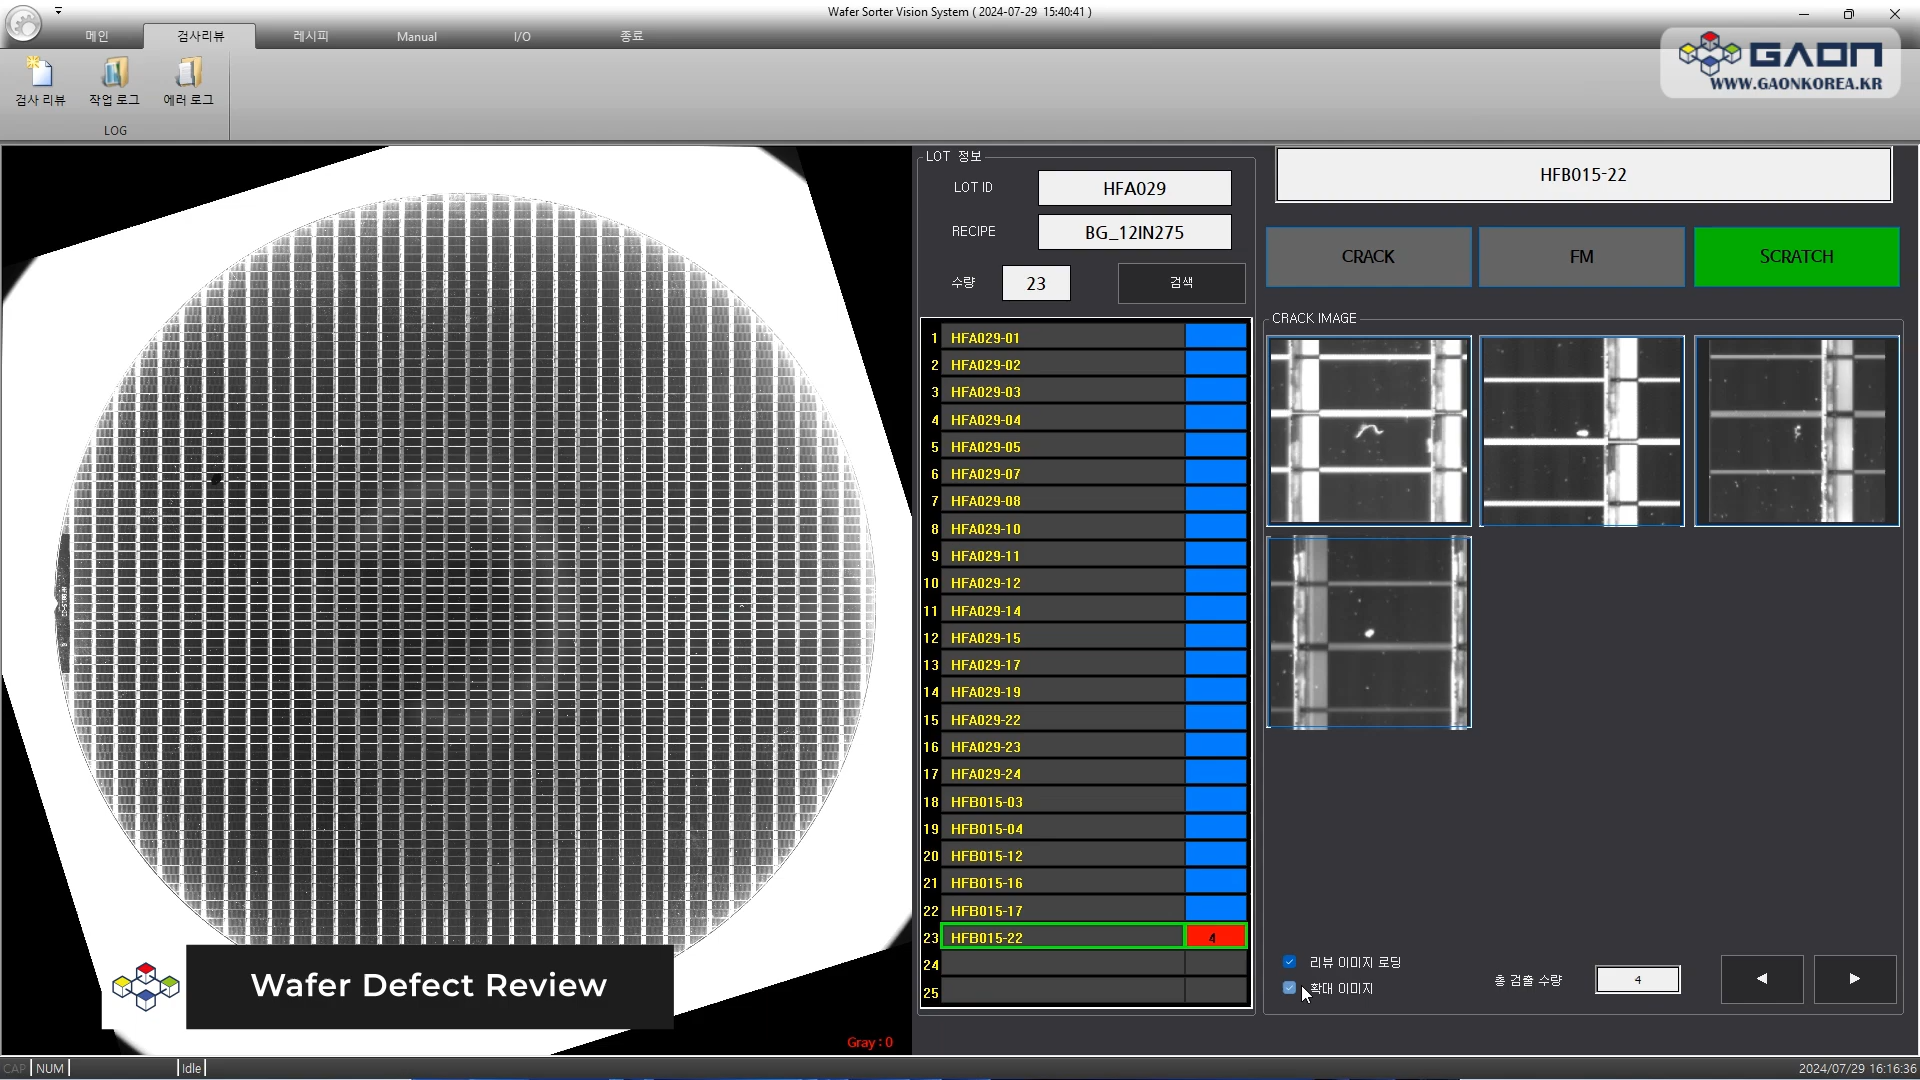 Wafer Sorter Vision System ( 2024-07-29 15:40:41 )
메인
검사리뷰
레시피
Manual
I/O
종료
검사 리뷰
작업 로그
에러 로그
LOG
GAON
WWW.GAONKOREA.KR
LOT 정보
LOT ID
HFA029
RECIPE
BG_12IN275
수량
23
검색
1 HFA029-01
2 HFA029-02
3 HFA029-03
4 HFA029-04
5 HFA029-05
6 HFA029-07
7 HFA029-08
8 HFA029-10
9 HFA029-11
10 HFA029-12
11 HFA029-14
12 HFA029-15
13 HFA029-17
14 HFA029-19
15 HFA029-22
16 HFA029-23
17 HFA029-24
18 HFB015-03
19 HFB015-04
20 HFB015-12
21 HFB015-16
22 HFB015-17
23 HFB015-22 4
24
25
HFB015-22
CRACK
FM
SCRATCH
CRACK IMAGE
리뷰 이미지 로딩
확대 이미지
총 검출 수량
4
◀
▶
Wafer Defect Review
Gray : 0
CAP
NUM
Idle
2024/07/29 16:16:36